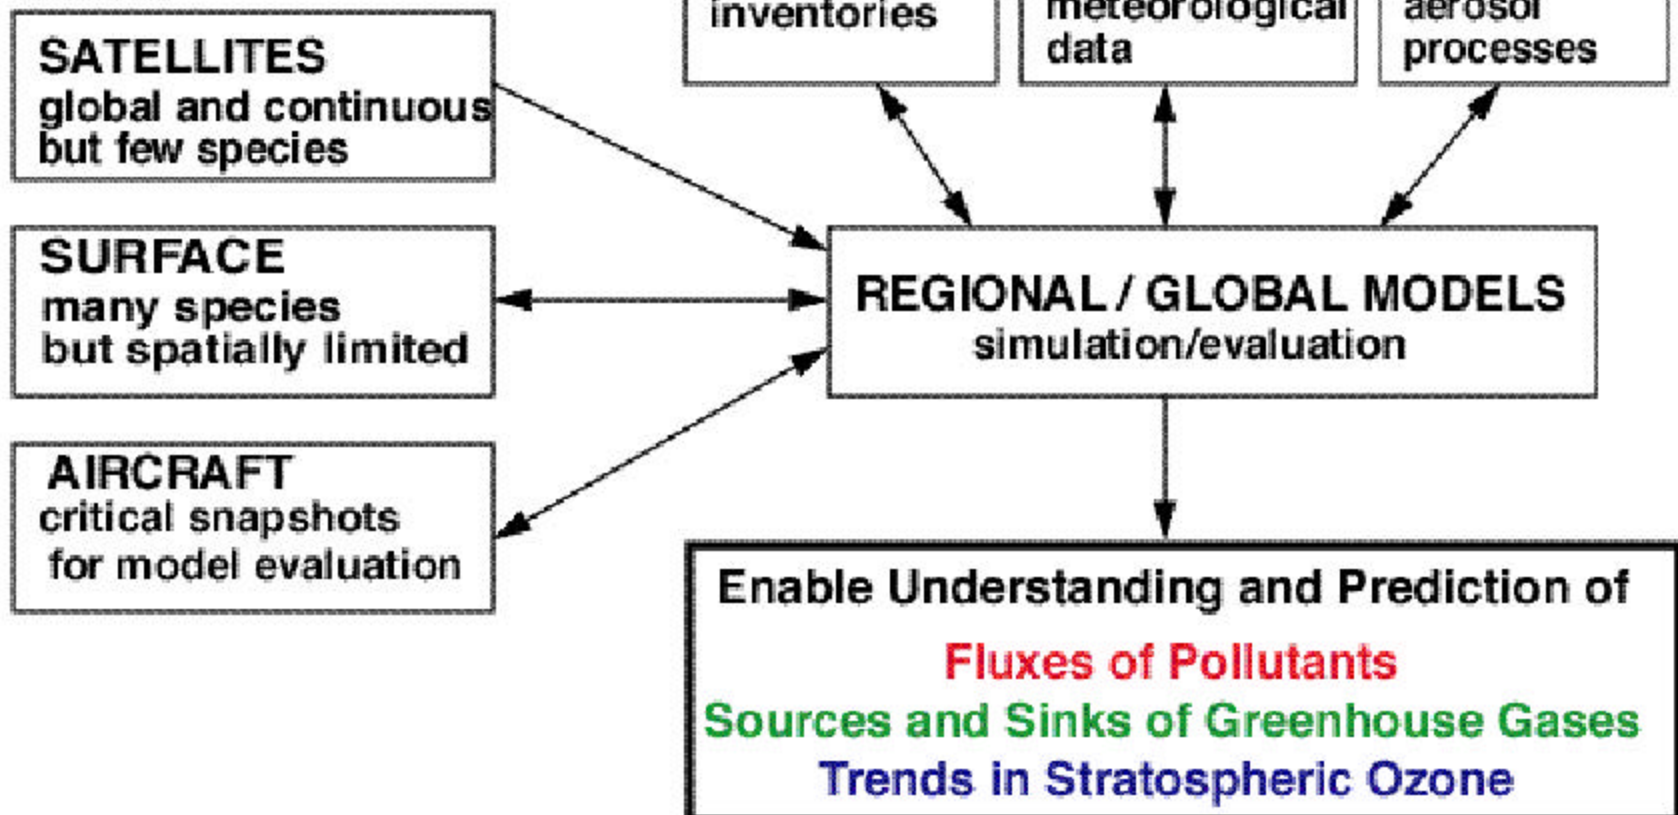 inventories
meteorological
data
aerosol
processes
SATELLITES
global and continuous
but few species
SURFACE
many species
but spatially limited
REGIONAL / GLOBAL MODELS
simulation/evaluation
AIRCRAFT
critical snapshots
for model evaluation
Enable Understanding and Prediction of
Fluxes of Pollutants
Sources and Sinks of Greenhouse Gases
Trends in Stratospheric Ozone